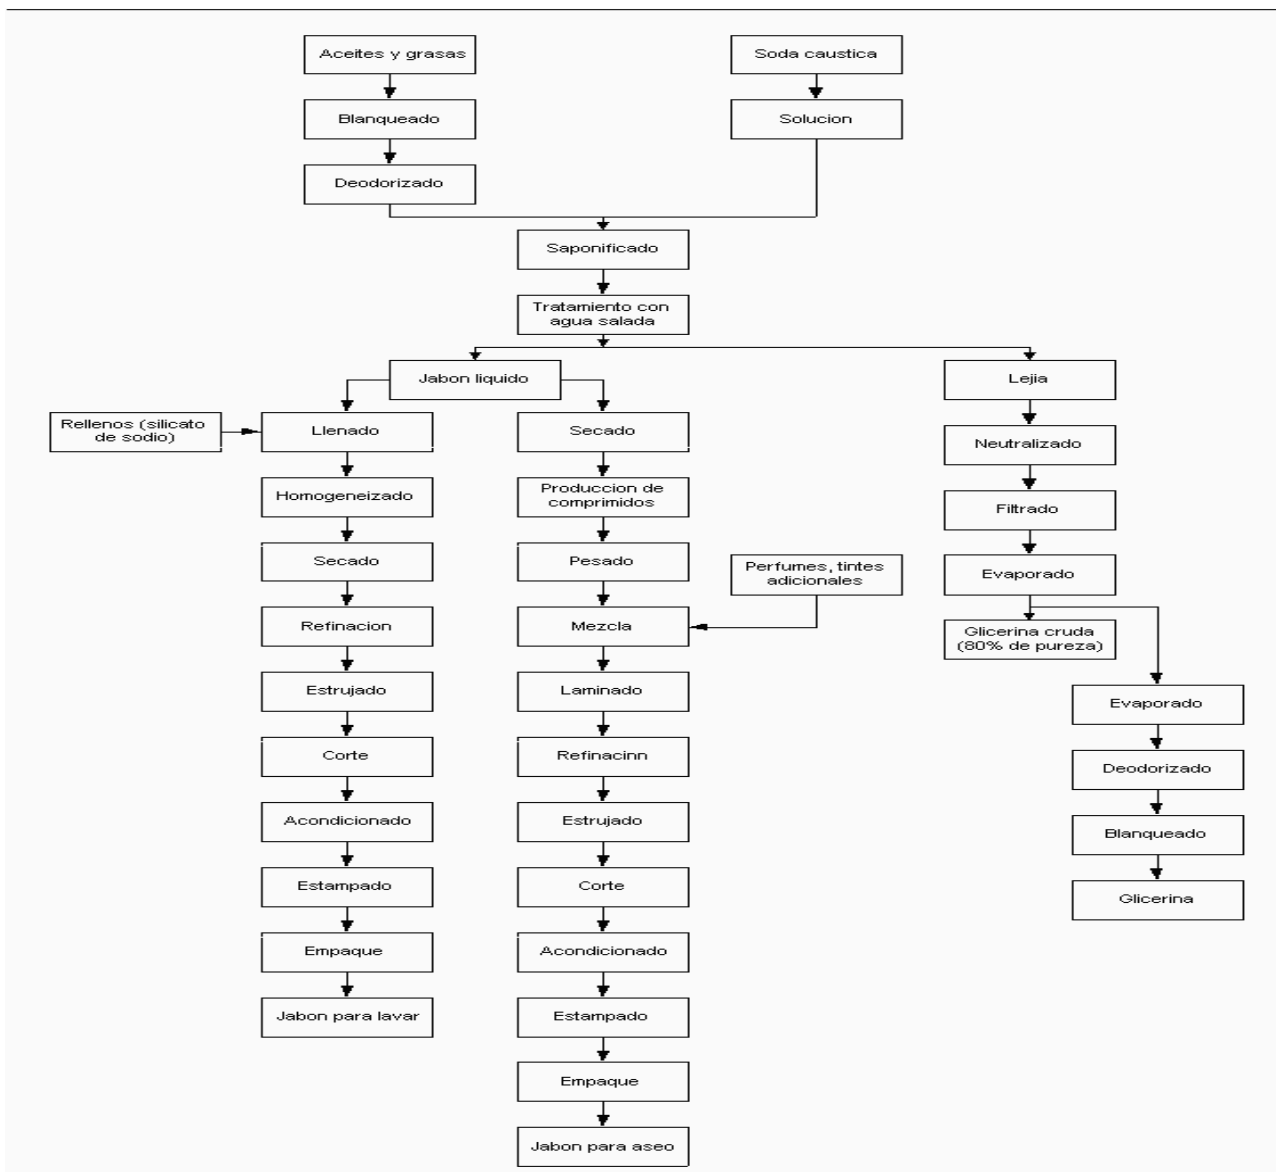 Aceites y grasas
Soda caustica
Blanqueado
Solucion
Deodorizado
Saponificado
Tratamiento con
agua salada
Jabon liquido
Lejia
Rellenos (silicato
de sodio)
Llenado
Secado
Neutralizado
Homogeneizado
Produccion de
comprimidos
Filtrado
Secado
Pesado
Perfumes, tintes
adicionales
Evaporado
Refinacion
Mezcla
Glicerina cruda
(80% de pureza)
Estrujado
Laminado
Evaporado
Corte
Refinacinn
Deodorizado
Acondicionado
Estrujado
Blanqueado
Estampado
Corte
Glicerina
Empaque
Acondicionado
Jabon para lavar
Estampado
Empaque
Jabon para aseo